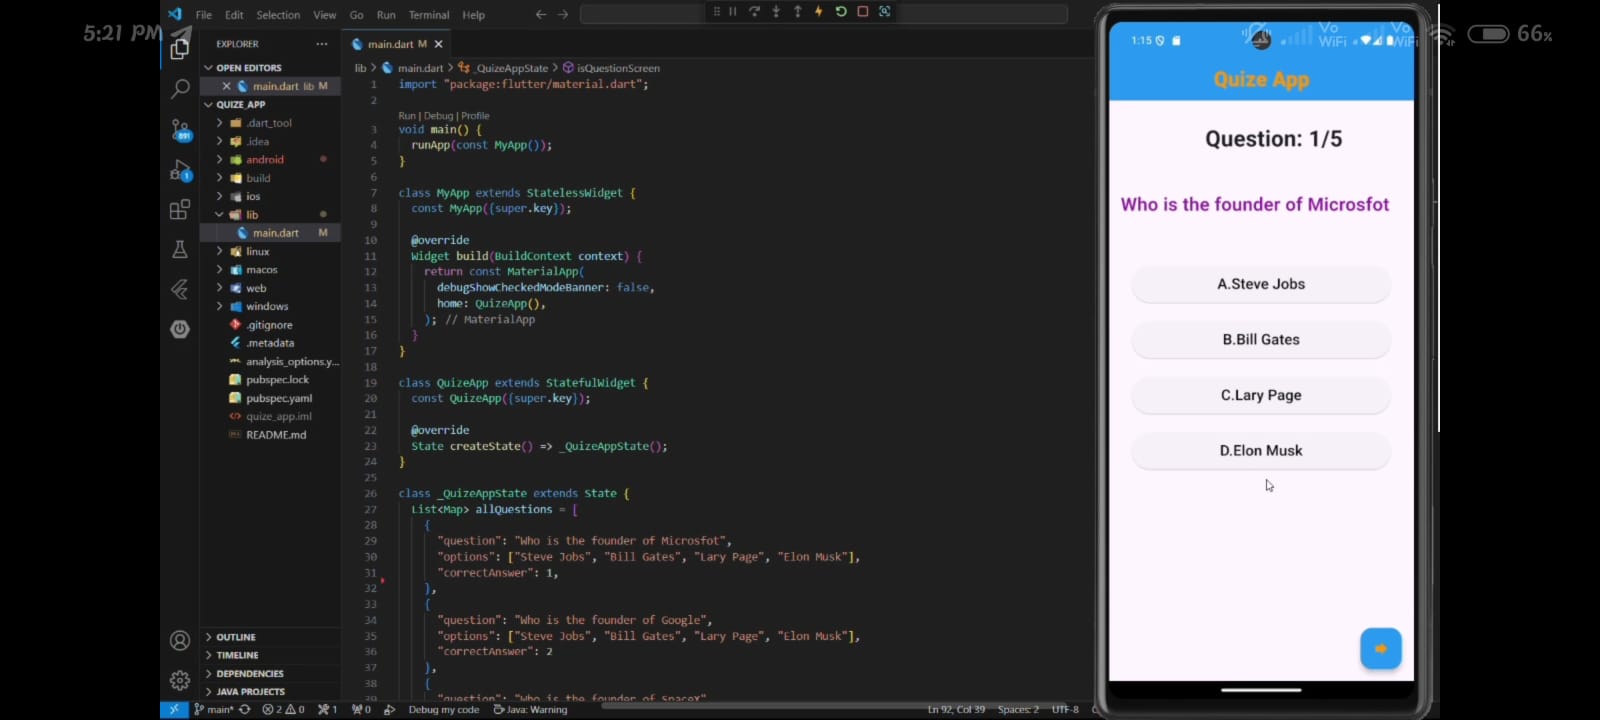 5:21 PM
Vo WiFi
Vo WiFi
66%
File Edit Selection View Go Run Terminal Help
EXPLORER
OPEN EDITORS
main.dart lib M
QUIZE_APP
.dart_tool
.idea
android
build
ios
lib
main.dart M
linux
macos
web
windows
.gitignore
.metadata
analysis_options.y...
pubspec.lock
pubspec.yaml
quize_app.iml
README.md
OUTLINE
TIMELINE
DEPENDENCIES
JAVA PROJECTS
891
1
main.dart M
lib > main.dart > _QuizeAppState > isQuestionScreen
1 import "package:flutter/material.dart";
2
Run | Debug | Profile
3 void main() {
4 runApp(const MyApp());
5 }
6
7 class MyApp extends StatelessWidget {
8 const MyApp({super.key});
9
10 @override
11 Widget build(BuildContext context) {
12 return const MaterialApp(
13 debugShowCheckedModeBanner: false,
14 home: QuizeApp(),
15 ); // MaterialApp
16 }
17 }
18
19 class QuizeApp extends StatefulWidget {
20 const QuizeApp({super.key});
21
22 @override
23 State createState() => _QuizeAppState();
24 }
25
26 class _QuizeAppState extends State {
27 List<Map> allQuestions = [
28 {
29 "question": "Who is the founder of Microsfot",
30 "options": ["Steve Jobs", "Bill Gates", "Lary Page", "Elon Musk"],
31 "correctAnswer": 1,
32 },
33 {
34 "question": "Who is the founder of Google",
35 "options": ["Steve Jobs", "Bill Gates", "Lary Page", "Elon Musk"],
36 "correctAnswer": 2
37 },
38 {
39 "question": "Who is the founder of SpaceX"
main* 2 0 1 0 Debug my code Java: Warning Ln 92, Col 39 Spaces: 2 UTF-8
1:15
Quize App
Question: 1/5
Who is the founder of Microsfot
A.Steve Jobs
B.Bill Gates
C.Lary Page
D.Elon Musk